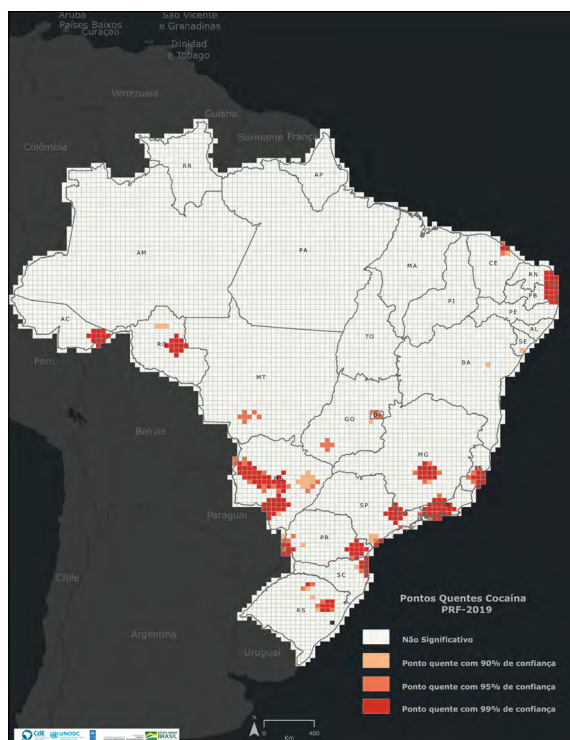 Aruba
Países Baixos
Curaçao
São Vicente
e Granadinas
Trinidad
e Tobago
Venezuela
Guiana
Suriname
França
Colômbia
RR
AP
AM
PA
MA
CE
RN
PB
PE
AL
SE
PI
AC
RO
TO
BA
Peru
MT
GO
DF
Bolívia
MG
ES
MS
SP
Paraguai
PR
SC
RS
Chile
Argentina
Uruguai
Pontos Quentes Cocaína
PRF-2019
Não Significativo
Ponto quente com 90% de confiança
Ponto quente com 95% de confiança
Ponto quente com 99% de confiança
N
0 400
Km
CdE UNODC
BRASIL